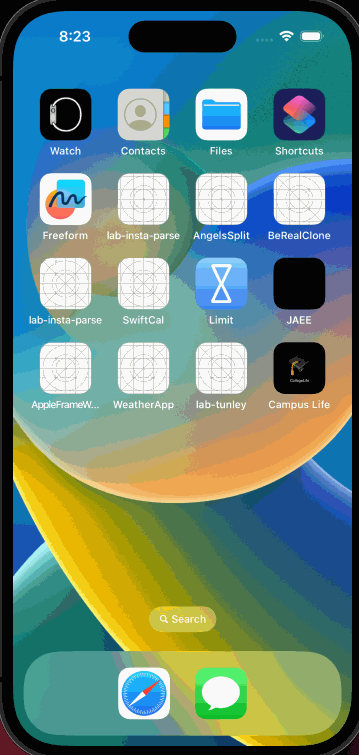 8:23
Watch
Contacts
Files
Shortcuts
Freeform
lab-insta-parse
AngelsSplit
BeRealClone
lab-insta-parse
SwiftCal
Limit
JAEE
AppleFrameW...
WeatherApp
lab-tunley
CollegeLife
Campus Life
Search